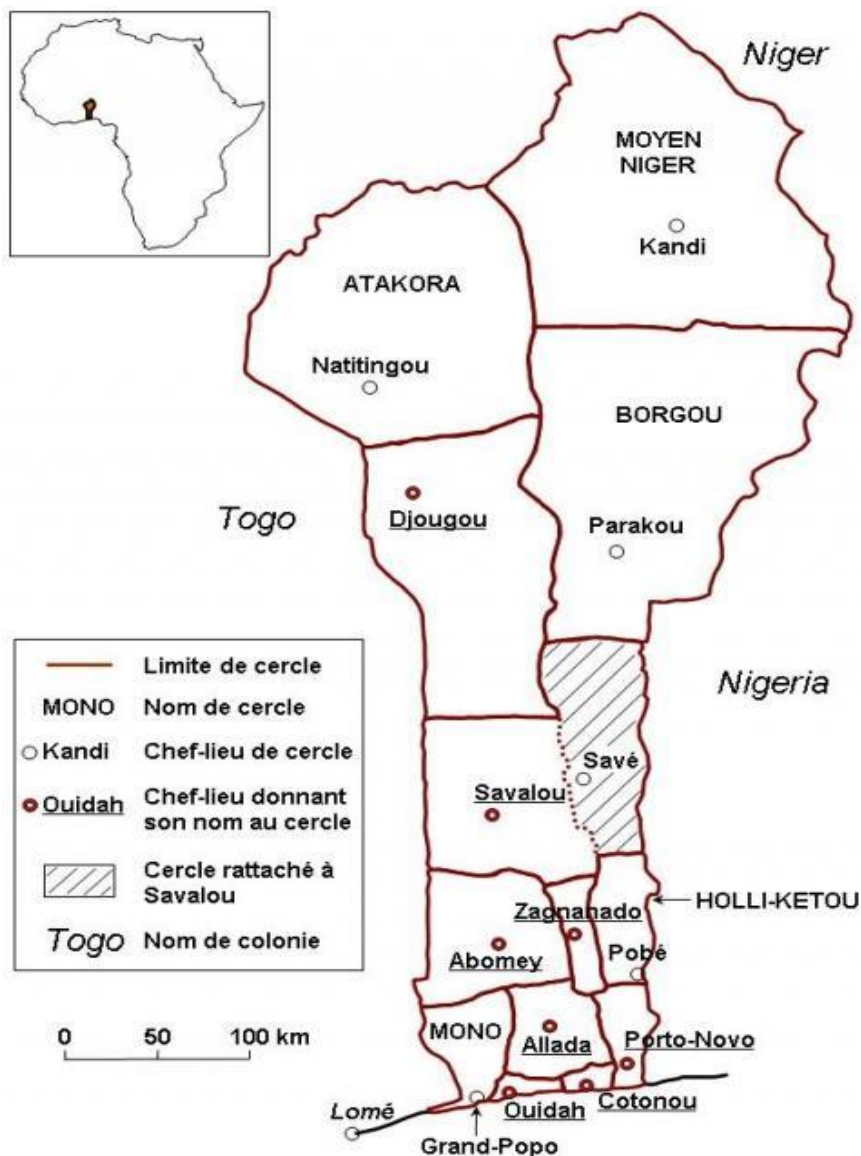 Niger
MOYEN
NIGER
Kandi
ATAKORA
Natitingou
BORGOU
Togo
Djougou
Parakou
Nigeria
Savé
Savalou
Zagnanado
HOLLI-KETOU
Abomey
Pobé
MONO
Allada
Porto-Novo
Lomé
Ouidah
Cotonou
Grand-Popo
Limite de cercle
MONO Nom de cercle
Kandi Chef-lieu de cercle
Ouidah Chef-lieu donnant
son nom au cercle
Cercle rattaché à
Savalou
Togo Nom de colonie
0 50 100 km